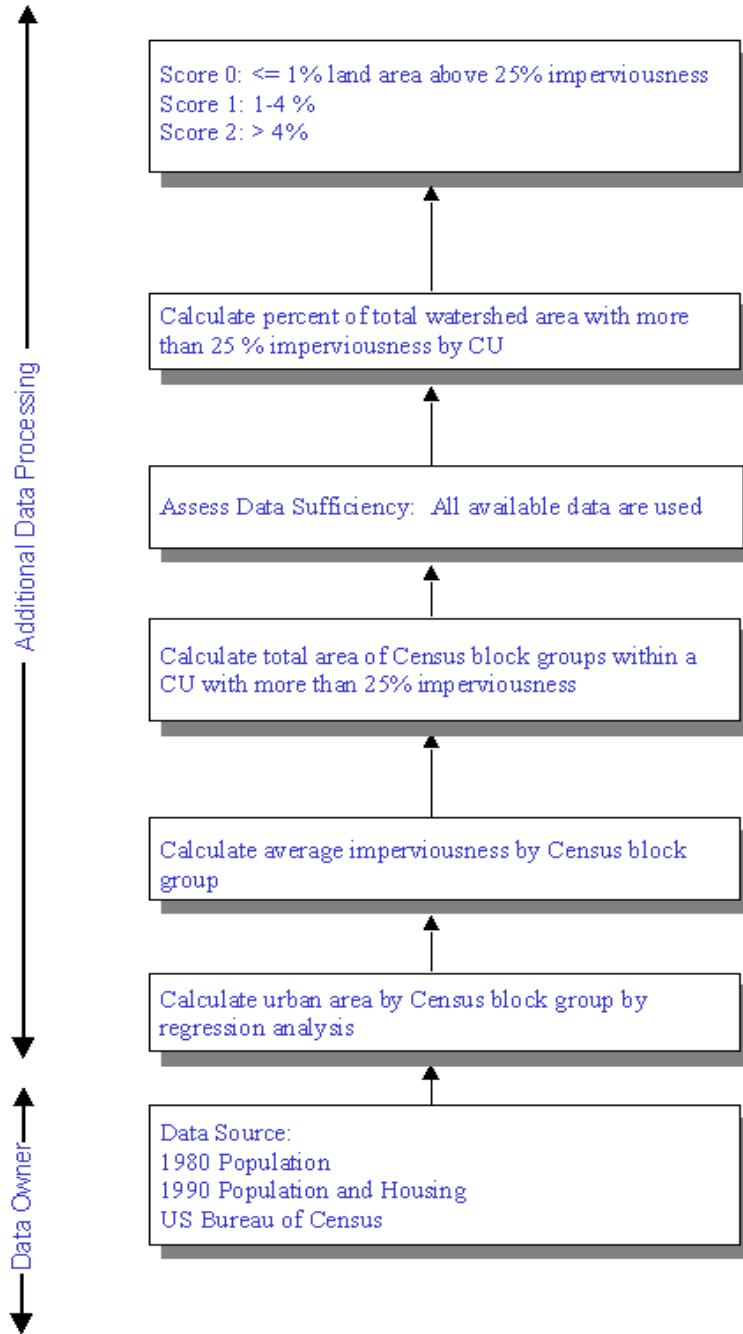 Score 0: <= 1% land area above 25% imperviousness
Score 1: 1-4 %
Score 2: > 4%
Calculate percent of total watershed area with more
than 25 % imperviousness by CU
Assess Data Sufficiency:  All available data are used
Calculate total area of Census block groups within a
CU with more than 25% imperviousness
Calculate average imperviousness by Census block
group
Calculate urban area by Census block group by
regression analysis
Data Source:
1980 Population
1990 Population and Housing
US Bureau of Census
Additional Data Processing
Data Owner